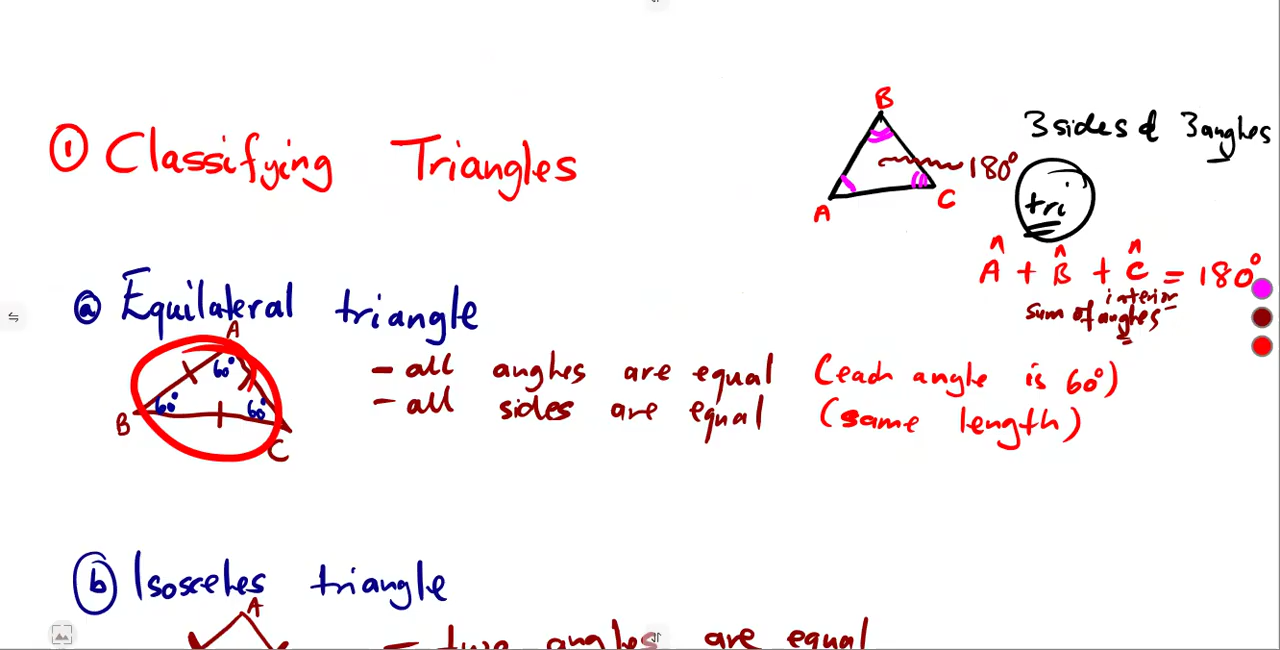 ① Classifying Triangles
B
A
C
180°
3 sides & 3 angles
tri
Â + B̂ + Ĉ = 180°
sum of interior angles
ⓐ Equilateral triangle
A
B
C
60°
60°
60°
- all angles are equal (each angle is 60°)
- all sides are equal (same length)
ⓑ Isosceles triangle
A
- two angles are equal